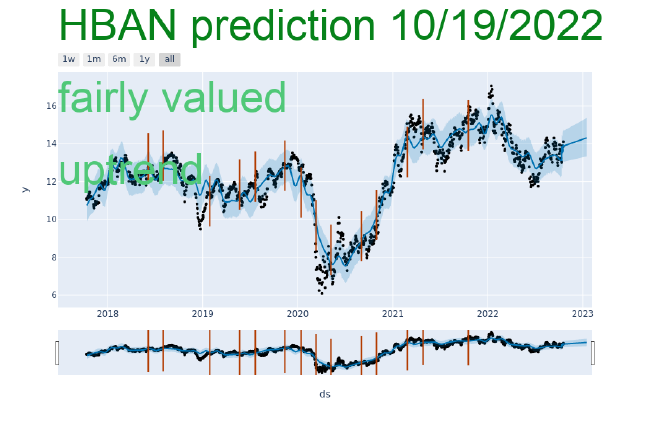 HBAN prediction 10/19/2022
1w 1m 6m 1y all
fairly valued
uptrend
y
16
14
12
10
8
6
2018 2019 2020 2021 2022 2023
ds